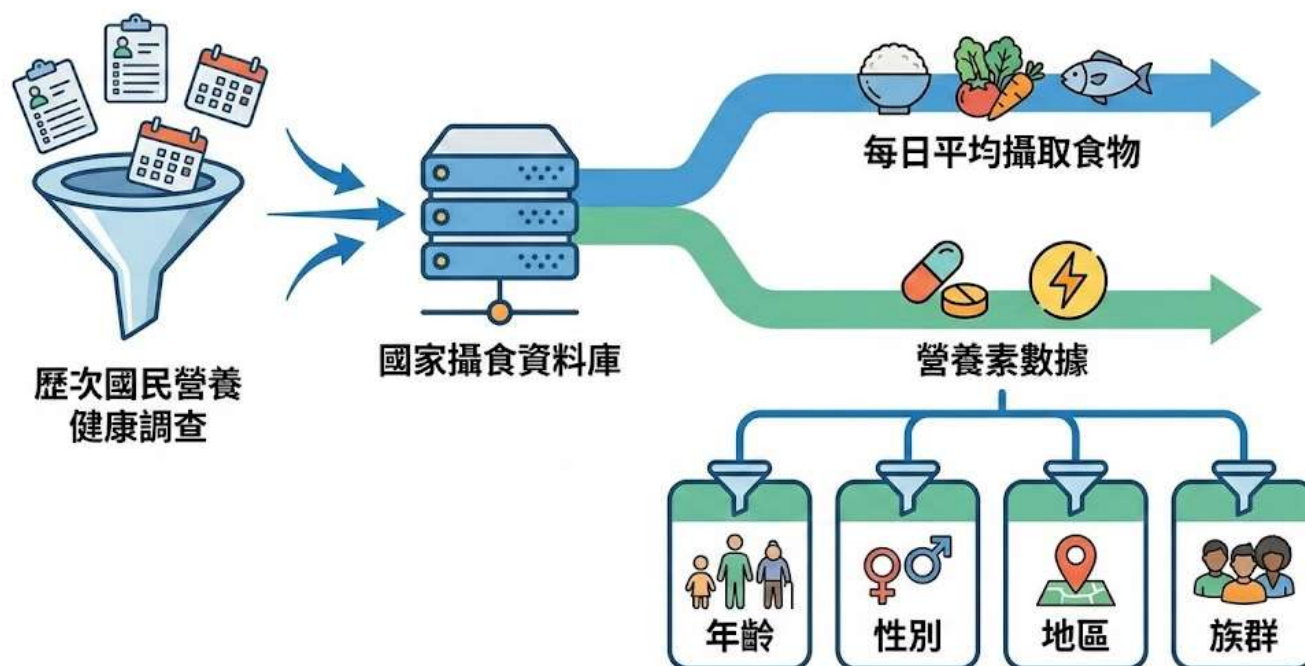 每日平均攝取食物
歷次國民營養
健康調查
國家攝食資料庫
營養素數據
年齡
性別
地區
族群